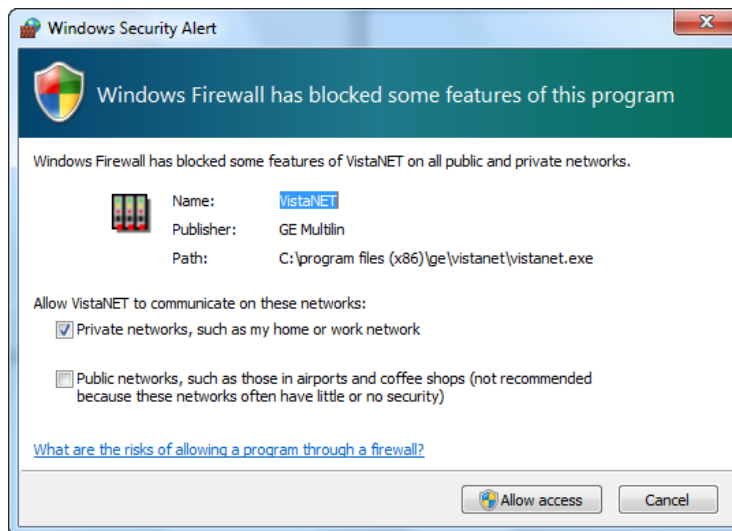 Windows Security Alert
Windows Firewall has blocked some features of this program
Windows Firewall has blocked some features of VistaNET on all public and private networks.
Name: VistaNET
Publisher: GE Multilin
Path: C:\program files (x86)\ge\vistanet\vistanet.exe
Allow VistaNET to communicate on these networks:
Private networks, such as my home or work network
Public networks, such as those in airports and coffee shops (not recommended
because these networks often have little or no security)
What are the risks of allowing a program through a firewall?
Allow access Cancel